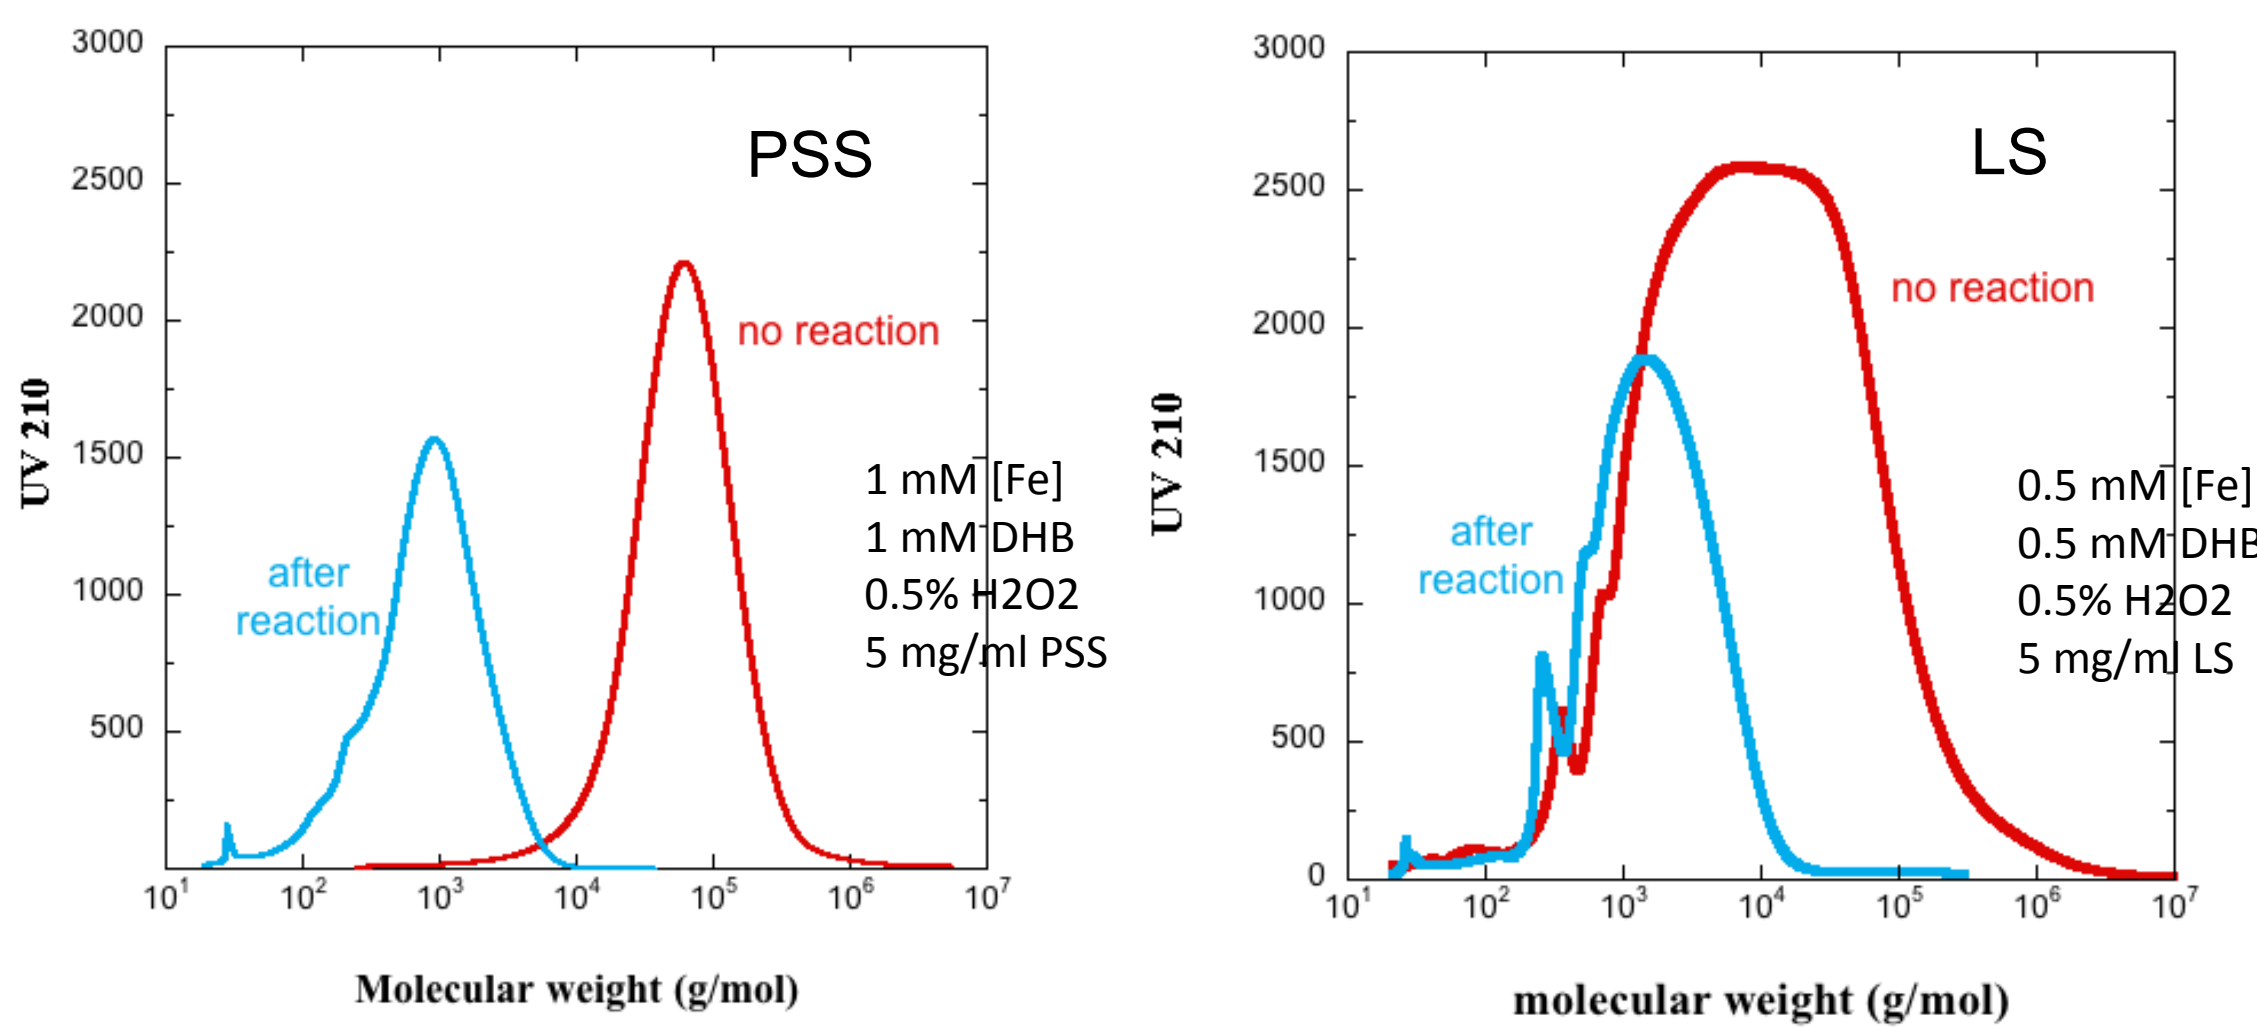 3000
2500
2000
1500
1000
500
UV 210
PSS
no reaction
after
reaction
1 mM [Fe]
1 mM DHB
0.5% H2O2
5 mg/ml PSS
10¹ 10² 10³ 10⁴ 10⁵ 10⁶ 10⁷
Molecular weight (g/mol)
3000
2500
2000
1500
1000
500
0
UV 210
LS
no reaction
after
reaction
0.5 mM [Fe]
0.5 mM DHB
0.5% H2O2
5 mg/ml LS
10¹ 10² 10³ 10⁴ 10⁵ 10⁶ 10⁷
molecular weight (g/mol)